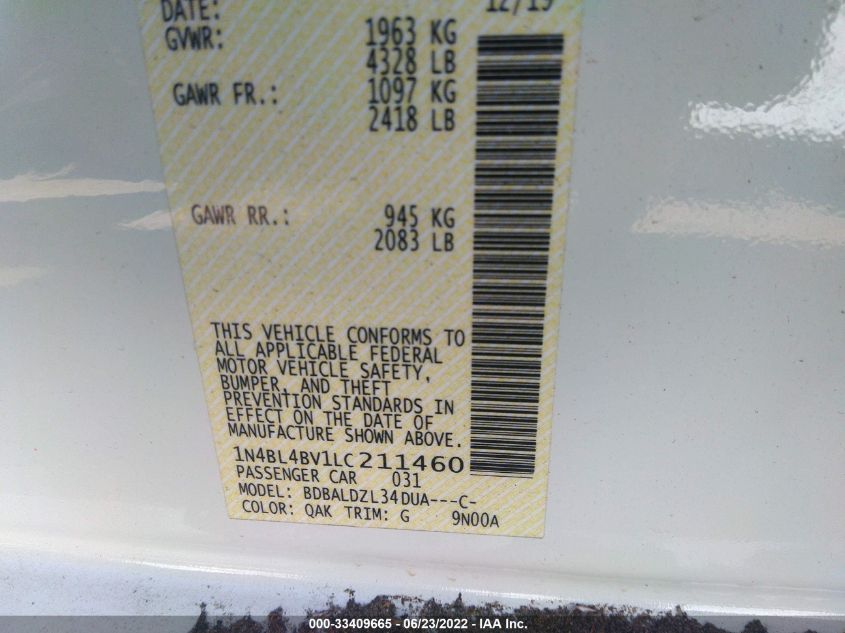 DATE: 12/19
GVWR: 1963 KG
4328 LB
GAWR FR.: 1097 KG
2418 LB
GAWR RR.: 945 KG
2083 LB
THIS VEHICLE CONFORMS TO
ALL APPLICABLE FEDERAL
MOTOR VEHICLE SAFETY,
BUMPER, AND THEFT
PREVENTION STANDARDS IN
EFFECT ON THE DATE OF
MANUFACTURE SHOWN ABOVE.
1N4BL4BV1LC211460
PASSENGER CAR 031
MODEL: BDBALDZL34DUA---C-
COLOR: QAK TRIM: G 9N00A
000-33409665 - 06/23/2022 - IAA Inc.